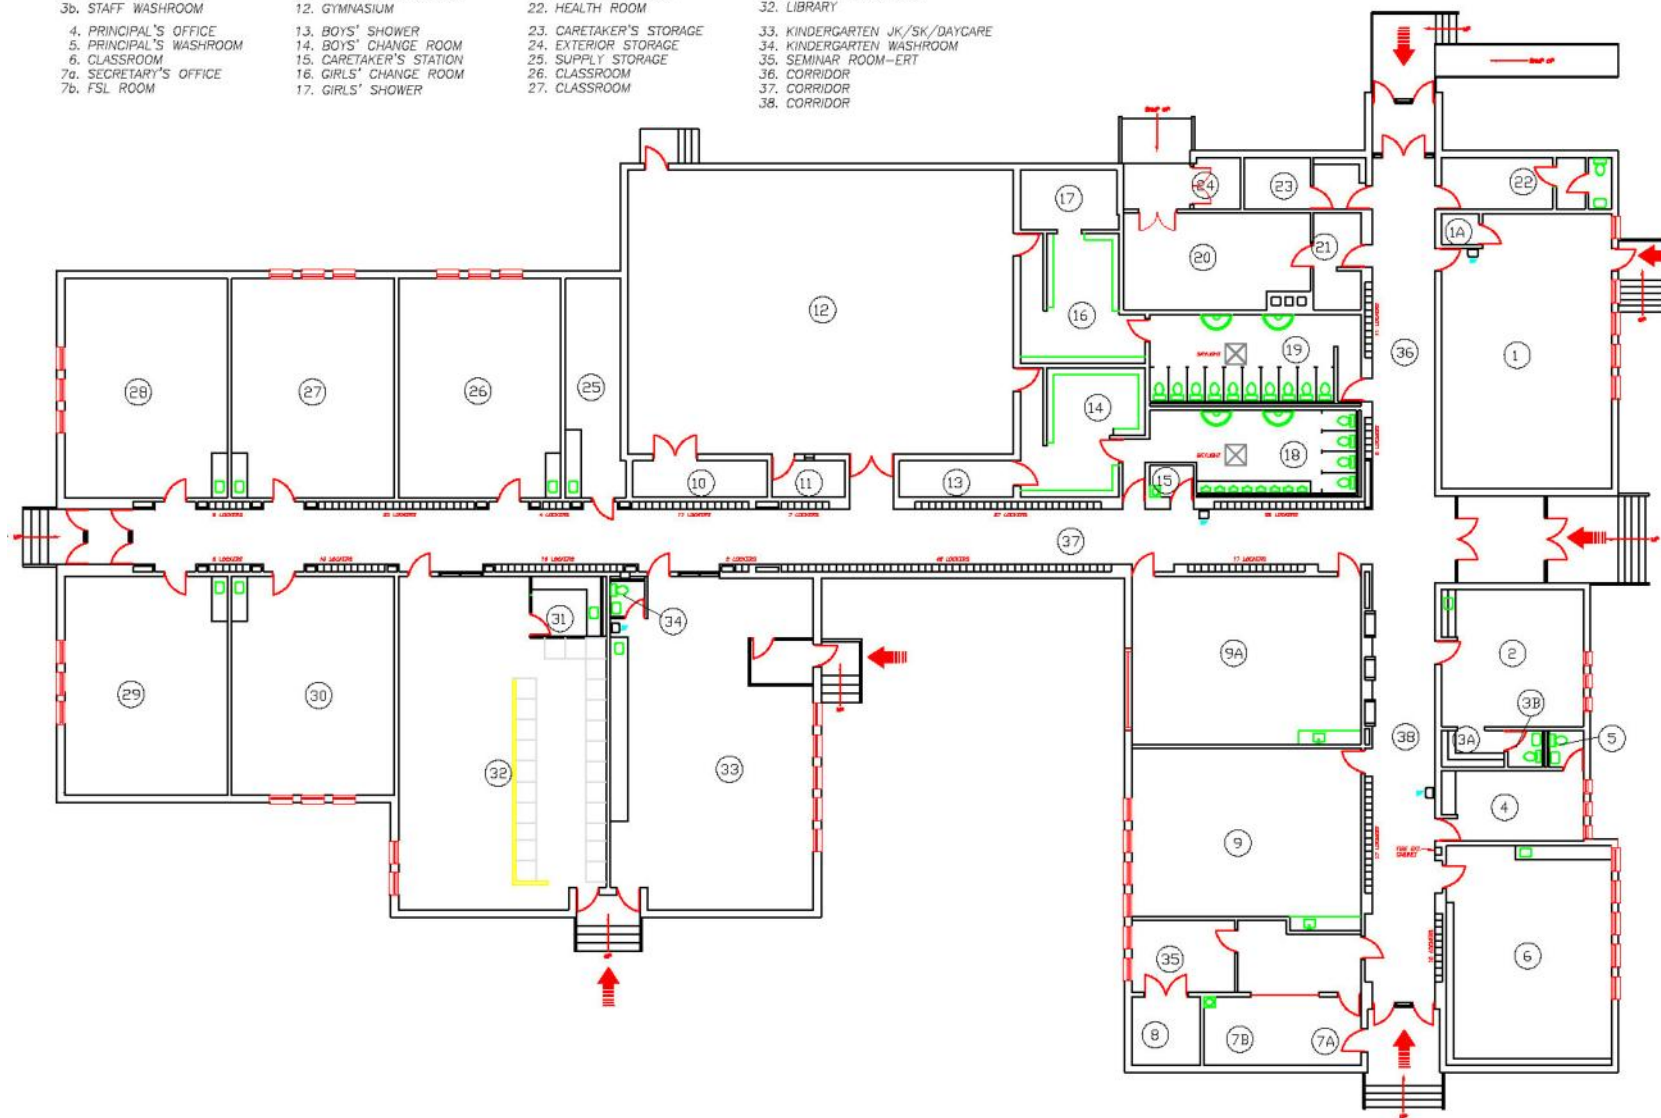 3b. STAFF WASHROOM
4. PRINCIPAL'S OFFICE
5. PRINCIPAL'S WASHROOM
6. CLASSROOM
7a. SECRETARY'S OFFICE
7b. FSL ROOM
12. GYMNASIUM
13. BOYS' SHOWER
14. BOYS' CHANGE ROOM
15. CARETAKER'S STATION
16. GIRLS' CHANGE ROOM
17. GIRLS' SHOWER
22. HEALTH ROOM
23. CARETAKER'S STORAGE
24. EXTERIOR STORAGE
25. SUPPLY STORAGE
26. CLASSROOM
27. CLASSROOM
32. LIBRARY
33. KINDERGARTEN JK/SK/DAYCARE
34. KINDERGARTEN WASHROOM
35. SEMINAR ROOM-ERT
36. CORRIDOR
37. CORRIDOR
38. CORRIDOR
17
24
23
22
1A
20
21
12
16
19
36
1
28
27
26
25
14
18
10
11
13
15
37
31
34
9A
2
29
30
3B
3A
5
38
32
33
4
9
35
6
8
7B
7A